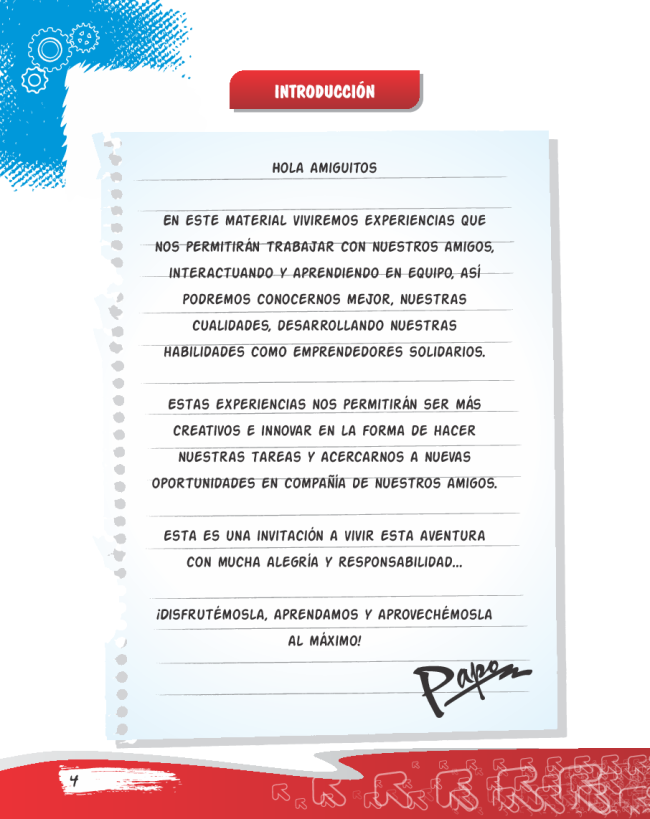 INTRODUCCIÓN
HOLA AMIGUITOS
EN ESTE MATERIAL VIVIREMOS EXPERIENCIAS QUE
NOS PERMITIRÁN TRABAJAR CON NUESTROS AMIGOS,
INTERACTUANDO Y APRENDIENDO EN EQUIPO, ASÍ
PODREMOS CONOCERNOS MEJOR, NUESTRAS
CUALIDADES, DESARROLLANDO NUESTRAS
HABILIDADES COMO EMPRENDEDORES SOLIDARIOS.
ESTAS EXPERIENCIAS NOS PERMITIRÁN SER MÁS
CREATIVOS E INNOVAR EN LA FORMA DE HACER
NUESTRAS TAREAS Y ACERCARNOS A NUEVAS
OPORTUNIDADES EN COMPAÑÍA DE NUESTROS AMIGOS.
ESTA ES UNA INVITACIÓN A VIVIR ESTA AVENTURA
CON MUCHA ALEGRÍA Y RESPONSABILIDAD...
¡DISFRUTÉMOSLA, APRENDAMOS Y APROVECHÉMOSLA
AL MÁXIMO!
Papo
4